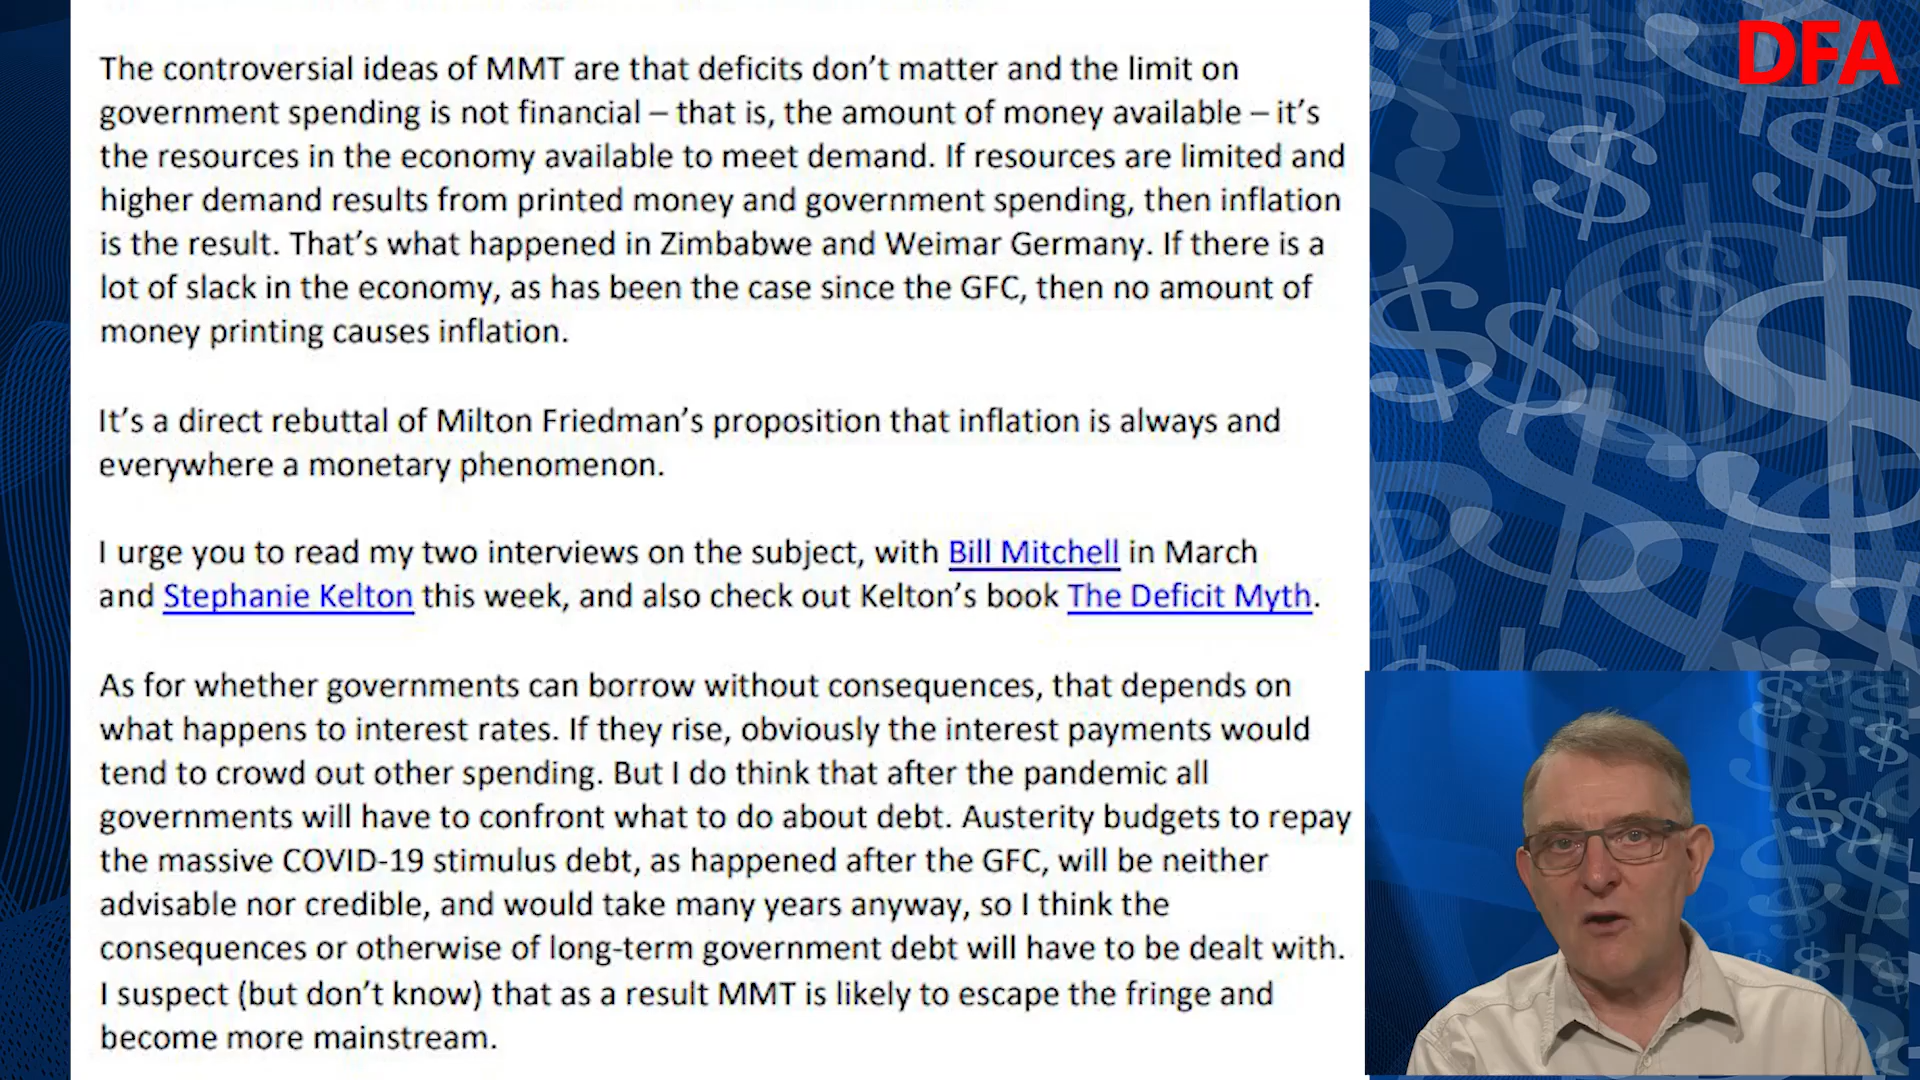 The controversial ideas of MMT are that deficits don’t matter and the limit on
government spending is not financial – that is, the amount of money available – it’s
the resources in the economy available to meet demand. If resources are limited and
higher demand results from printed money and government spending, then inflation
is the result. That’s what happened in Zimbabwe and Weimar Germany. If there is a
lot of slack in the economy, as has been the case since the GFC, then no amount of
money printing causes inflation.
It’s a direct rebuttal of Milton Friedman’s proposition that inflation is always and
everywhere a monetary phenomenon.
I urge you to read my two interviews on the subject, with Bill Mitchell in March
and Stephanie Kelton this week, and also check out Kelton’s book The Deficit Myth.
As for whether governments can borrow without consequences, that depends on
what happens to interest rates. If they rise, obviously the interest payments would
tend to crowd out other spending. But I do think that after the pandemic all
governments will have to confront what to do about debt. Austerity budgets to repay
the massive COVID-19 stimulus debt, as happened after the GFC, will be neither
advisable nor credible, and would take many years anyway, so I think the
consequences or otherwise of long-term government debt will have to be dealt with.
I suspect (but don’t know) that as a result MMT is likely to escape the fringe and
become more mainstream.
DFA